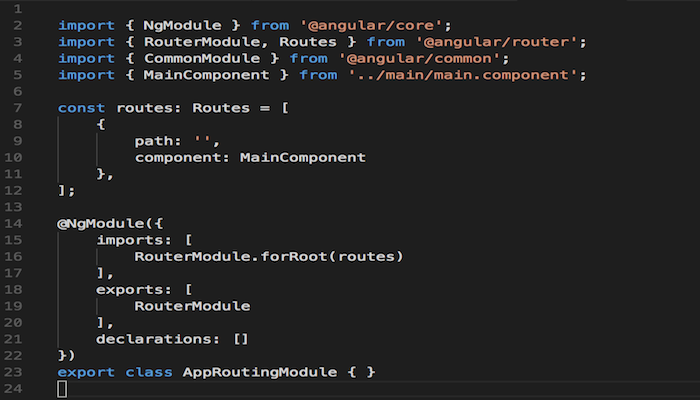 1
2 import { NgModule } from '@angular/core';
3 import { RouterModule, Routes } from '@angular/router';
4 import { CommonModule } from '@angular/common';
5 import { MainComponent } from '../main/main.component';
6
7 const routes: Routes = [
8     {
9         path: '',
10         component: MainComponent
11     },
12 ];
13
14 @NgModule({
15     imports: [
16         RouterModule.forRoot(routes)
17     ],
18     exports: [
19         RouterModule
20     ],
21     declarations: []
22 })
23 export class AppRoutingModule { }
24